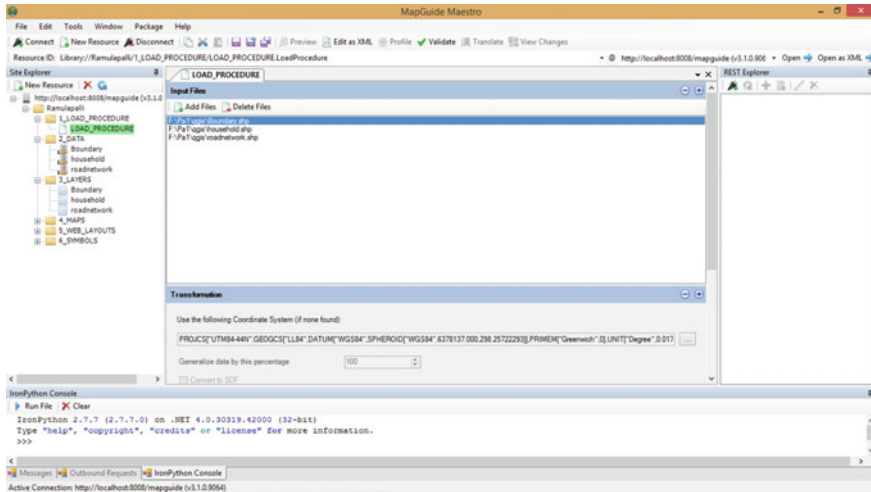 MapGuide Maestro
File Edit Tools Window Package Help
Connect New Resource Disconnect Preview Edit as XML Profile Validate Translate View Changes
Resource ID: Library://Ramulapalli/1_LOAD_PROCEDURE/LOAD_PROCEDURE.LoadProcedure http://localhost:8008/mapguide (v3.1.0.906 Open Open as XML
Site Explorer
New Resource
http://localhost:8008/mapguide (v3.1.0
Ramulapalli
1_LOAD_PROCEDURE
LOAD_PROCEDURE
2_DATA
Boundary
household
roadnetwork
3_LAYERS
Boundary
household
roadnetwork
4_MAPS
5_WEB_LAYOUTS
6_SYMBOLS
LOAD_PROCEDURE
Input Files
Add Files Delete Files
F:\Pa1\qgis\Boundary.shp
F:\Pa1\qgis\household.shp
F:\Pa1\qgis\roadnetwork.shp
Transformation
Use the following Coordinate System (if none found)
PROJCS["UTM84-44N",GEOGCS["LL84",DATUM["WGS84",SPHEROID["WGS84",6378137.000,298.25722293]],PRIMEM["Greenwich",0],UNIT["Degree",0.017 ...
Generalize data by this percentage 100
Convert to SDF
REST Explorer
IronPython Console
Run File Clear
IronPython 2.7.7 (2.7.7.0) on .NET 4.0.30319.42000 (32-bit)
Type "help", "copyright", "credits" or "license" for more information.
>>>
Messages Outbound Requests IronPython Console
Active Connection: http://localhost:8008/mapguide (v3.1.0.9064)